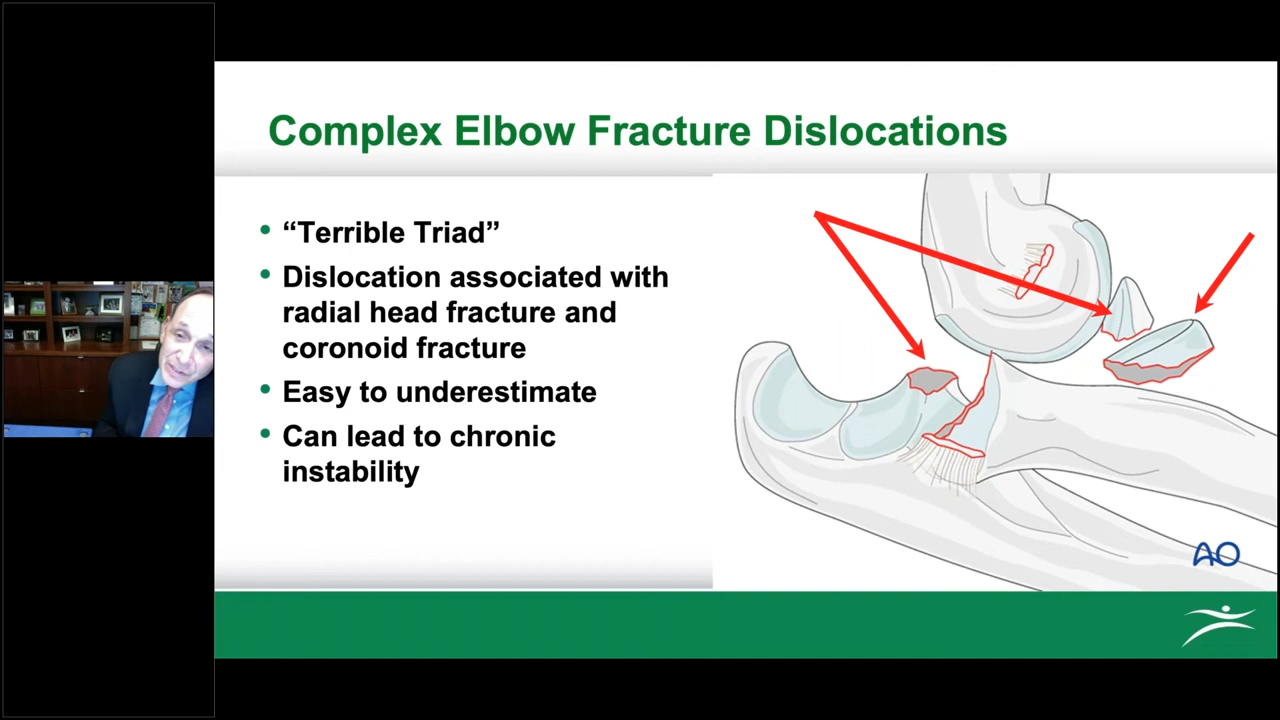 Complex Elbow Fracture Dislocations
• “Terrible Triad”
• Dislocation associated with
radial head fracture and
coronoid fracture
• Easy to underestimate
• Can lead to chronic
instability
AO